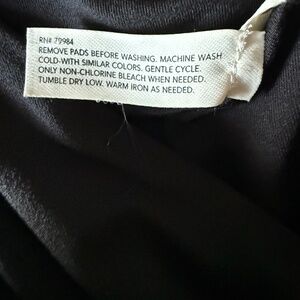 RN# 79984
REMOVE PADS BEFORE WASHING. MACHINE WASH
COLD-WITH SIMILAR COLORS. GENTLE CYCLE.
ONLY NON-CHLORINE BLEACH WHEN NEEDED.
TUMBLE DRY LOW. WARM IRON AS NEEDED.